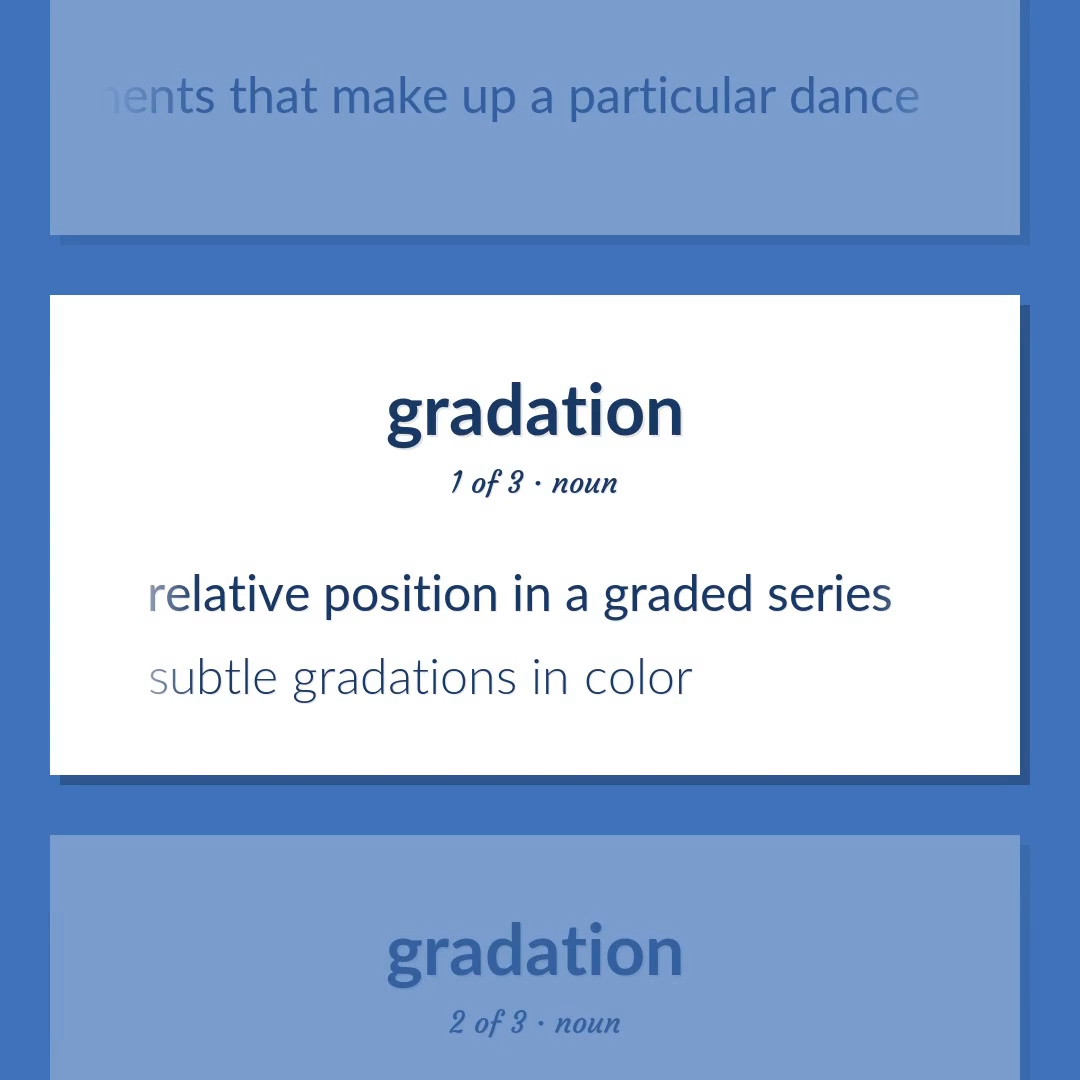 ents that make up a particular dance
gradation
1 of 3 · noun
relative position in a graded series
subtle gradations in color
gradation
2 of 3 · noun